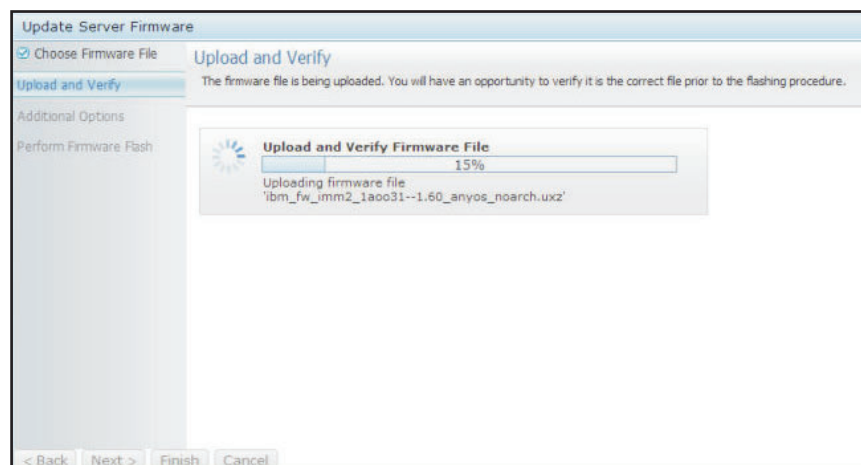 Update Server Firmware
Choose Firmware File
Upload and Verify
Additional Options
Perform Firmware Flash
Upload and Verify
The firmware file is being uploaded. You will have an opportunity to verify it is the correct file prior to the flashing procedure.
Upload and Verify Firmware File
15%
Uploading firmware file
'ibm_fw_imm2_1aoo31--1.60_anyos_noarch.uxz'
< Back Next > Finish Cancel